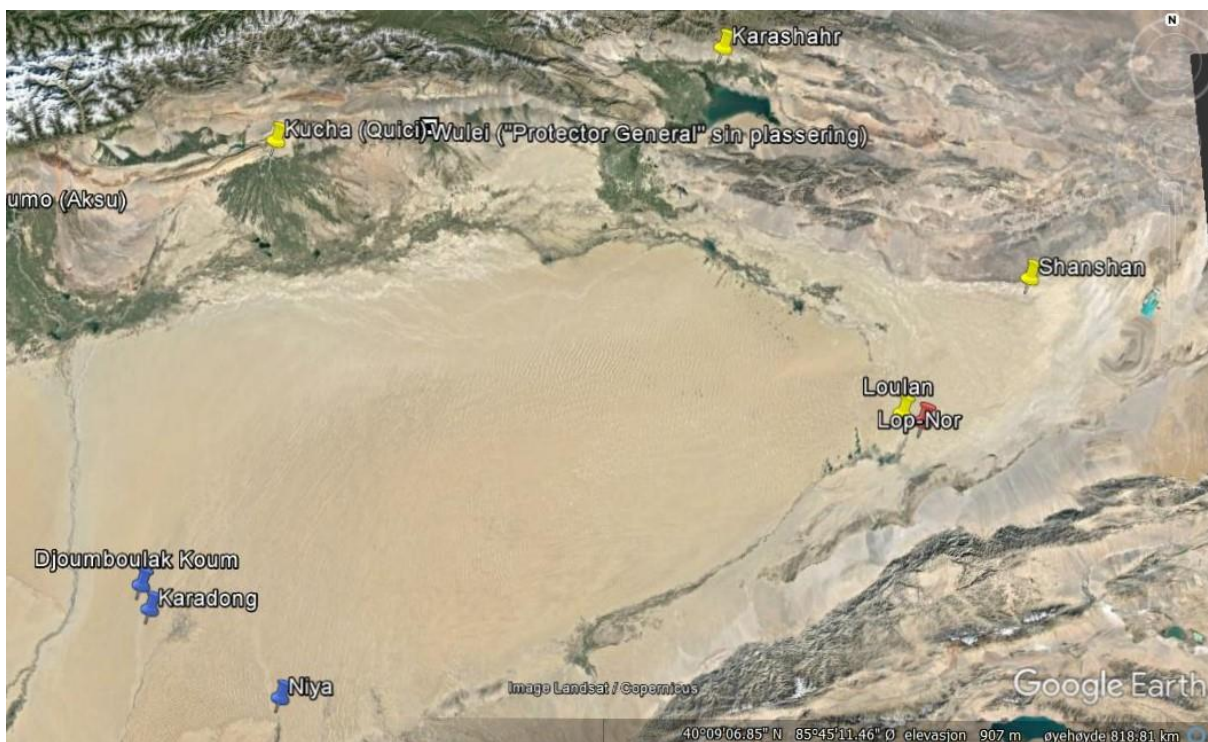 N
Karashahr
Kucha (Quici)
Wulei ("Protector General" sin plassering)
umo (Aksu)
Shanshan
Loulan
Lop-Nor
Djoumboulak Koum
Karadong
Niya
Image Landsat / Copernicus
Google Earth
40°09'06.85" N 85°45'11.46" Ø elevasjon 907 m øyehøyde 818.81 km